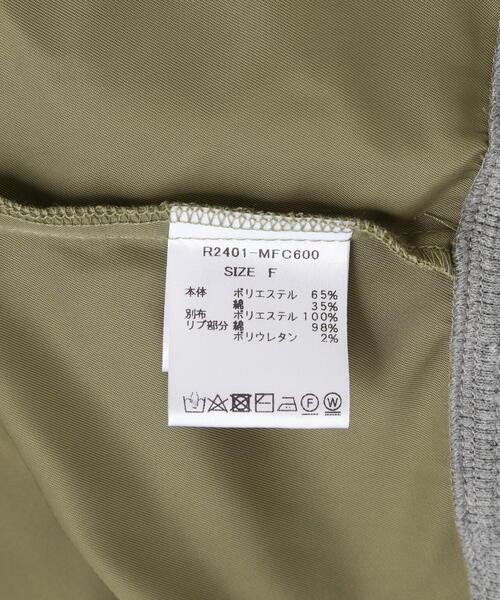 R2401-MFC600
SIZE F
本体 ポリエステル 65%
綿 35%
別布 ポリエステル 100%
リブ部分 綿 98%
ポリウレタン 2%
F W